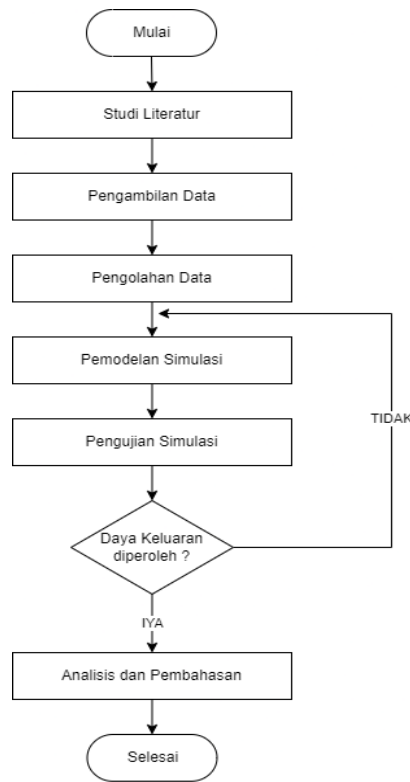 Mulai
Studi Literatur
Pengambilan Data
Pengolahan Data
Pemodelan Simulasi
Pengujian Simulasi
TIDAK
Daya Keluaran
diperoleh ?
IYA
Analisis dan Pembahasan
Selesai